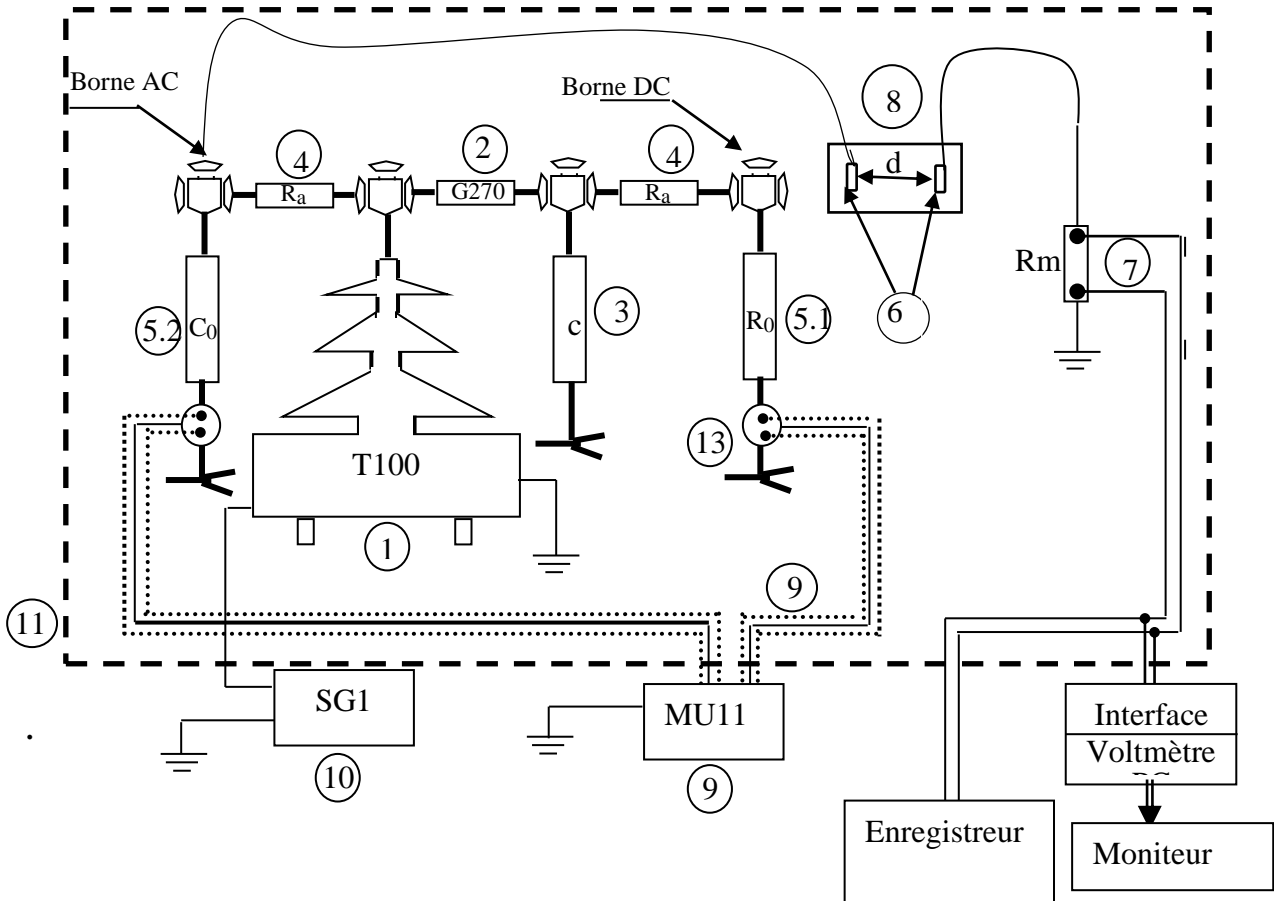 Borne AC
Borne DC
8
4
2
4
d
Ra
G270
Ra
Rm
7
5.2
C0
3
c
R0
5.1
6
13
T100
1
9
11
SG1
MU11
Interface
Voltmètre
10
9
Enregistreur
Moniteur